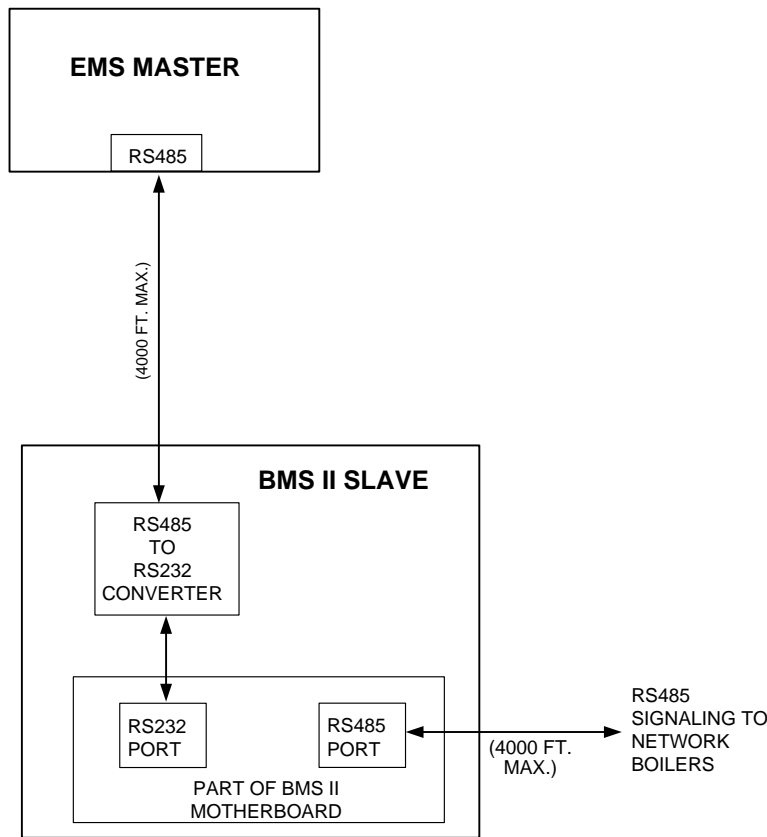 EMS MASTER
RS485
(4000 FT. MAX.)
BMS II SLAVE
RS485
TO
RS232
CONVERTER
RS232
PORT
RS485
PORT
PART OF BMS II
MOTHERBOARD
(4000 FT.
MAX.)
RS485
SIGNALING TO
NETWORK
BOILERS